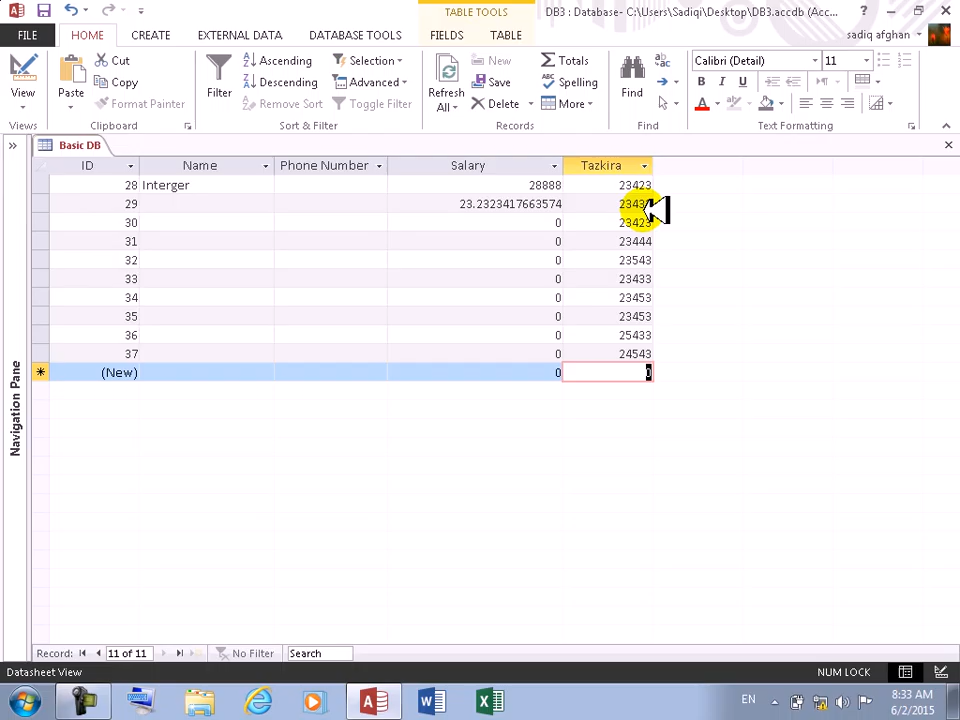 TABLE TOOLS
DB3 : Database- C:\Users\Sadiqi\Desktop\DB3.accdb (Acc...
FILE HOME CREATE EXTERNAL DATA DATABASE TOOLS FIELDS TABLE
sadiq afghan
View
Views
Paste
Cut
Copy
Format Painter
Clipboard
Filter
Ascending
Descending
Remove Sort
Selection
Advanced
Toggle Filter
Sort & Filter
Refresh
All
New
Save
Delete
Totals
Spelling
More
Records
Find
Find
Calibri (Detail) 11
B I U
Text Formatting
Basic DB
ID Name Phone Number Salary Tazkira
28 Interger 28888 23423
29 23.2323417663574
30 0 23423
31 0 23444
32 0 23543
33 0 23433
34 0 23453
35 0 23453
36 0 25433
37 0 24543
(New) 0 0
Navigation Pane
Record: 11 of 11 No Filter Search
Datasheet View NUM LOCK
EN
8:33 AM
6/2/2015